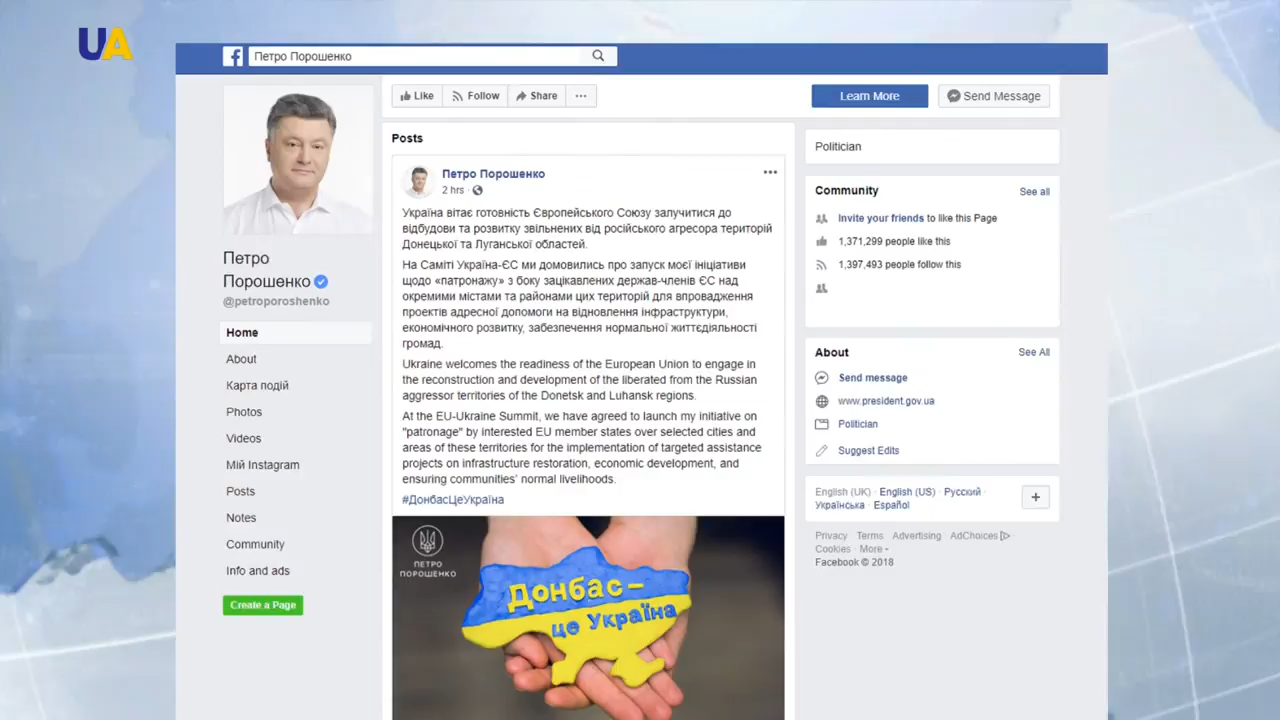 UA
Петро Порошенко
Like
Follow
Share
Learn More
Send Message
Петро
Порошенко
@petroporoshenko
Home
About
Карта подій
Photos
Videos
Мій Instagram
Posts
Notes
Community
Info and ads
Create a Page
Posts
Петро Порошенко
2 hrs
Україна вітає готовність Європейського Союзу залучитися до
відбудови та розвитку звільнених від російського агресора територій
Донецької та Луганської областей.
На Саміті Україна-ЄС ми домовились про запуск моєї ініціативи
щодо «патронажу» з боку зацікавлених держав-членів ЄС над
окремими містами та районами цих територій для впровадження
проектів адресної допомоги на відновлення інфраструктури,
економічного розвитку, забезпечення нормальної життєдіяльності
громад.
Ukraine welcomes the readiness of the European Union to engage in
the reconstruction and development of the liberated from the Russian
aggressor territories of the Donetsk and Luhansk regions.
At the EU-Ukraine Summit, we have agreed to launch my initiative on
"patronage" by interested EU member states over selected cities and
areas of these territories for the implementation of targeted assistance
projects on infrastructure restoration, economic development, and
ensuring communities' normal livelihoods.
#ДонбасЦеУкраїна
ПЕТРО
ПОРОШЕНКО
Донбас–
це Україна
Politician
Community
See all
Invite your friends to like this Page
1,371,299 people like this
1,397,493 people follow this
About
See All
Send message
www.president.gov.ua
Politician
Suggest Edits
English (UK) · English (US) · Русский ·
Українська · Español
Privacy Terms Advertising AdChoices
Cookies · More
Facebook © 2018